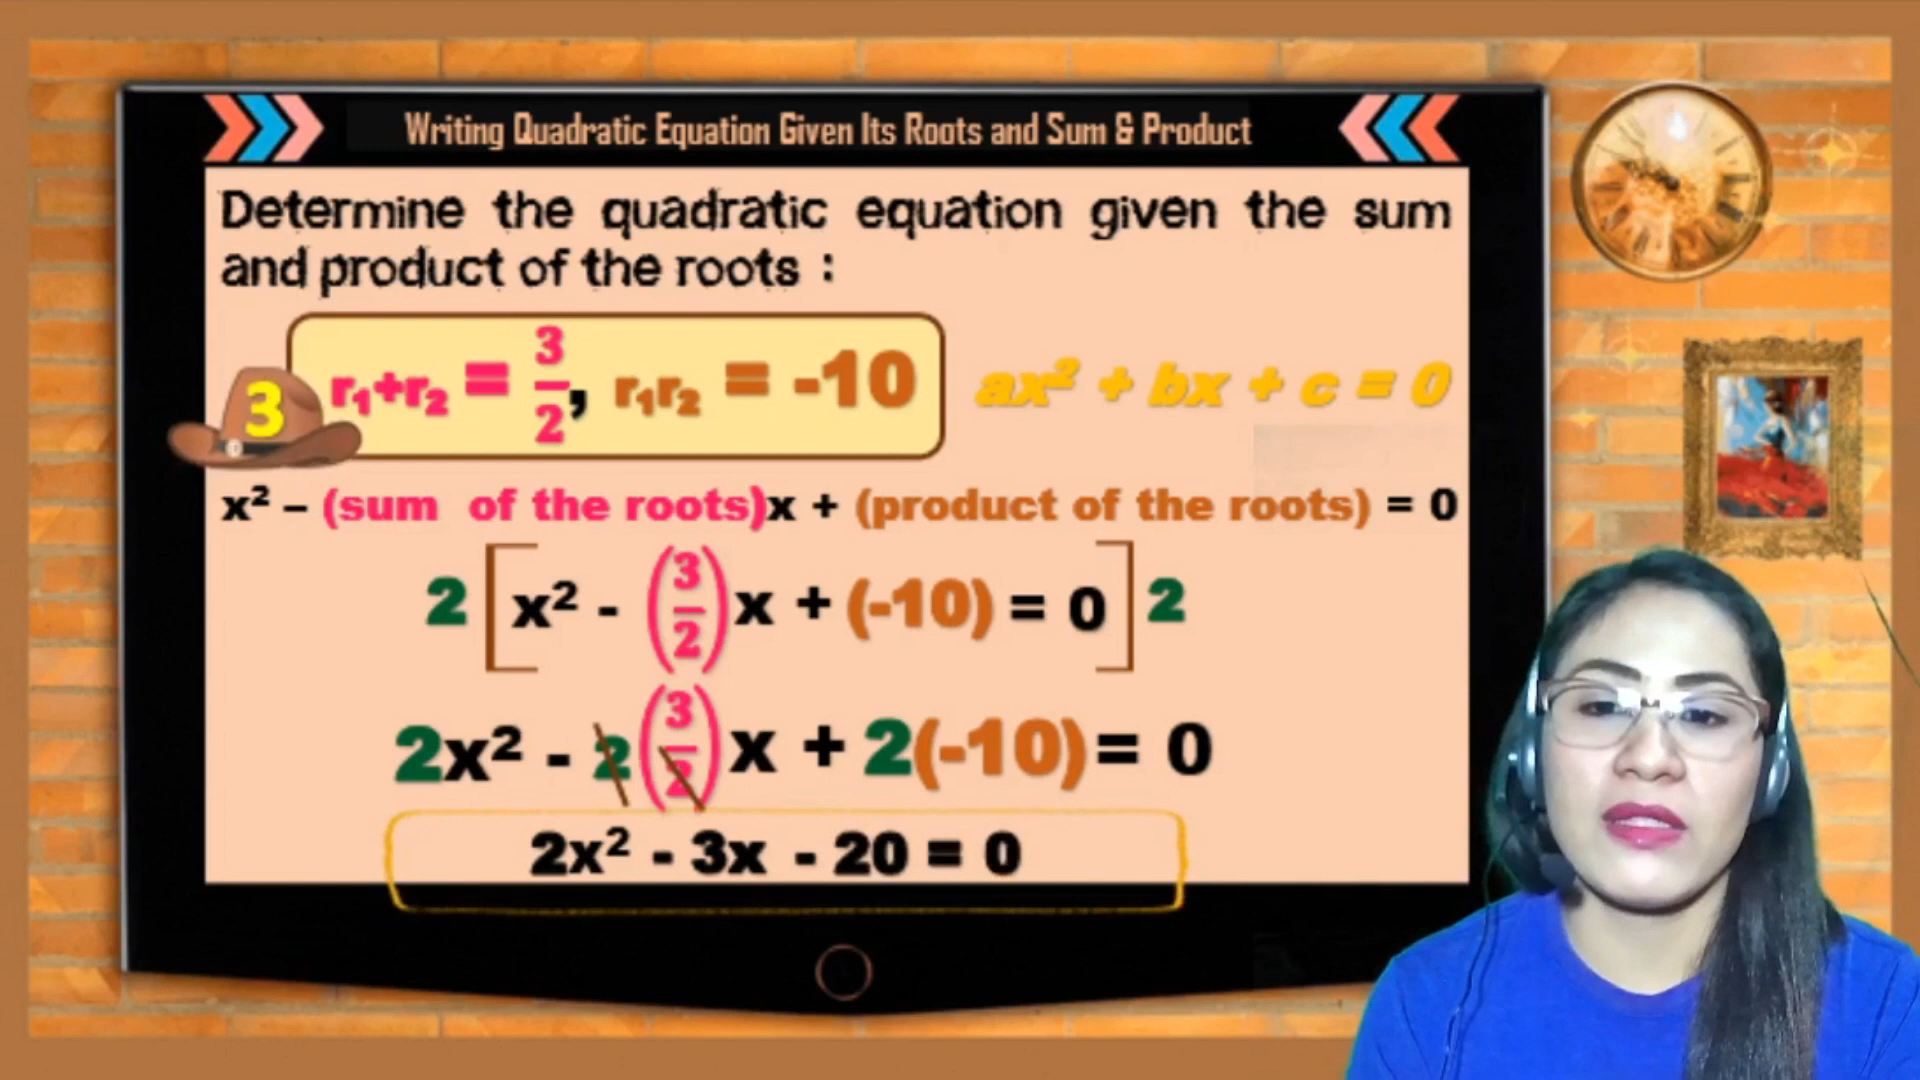 Writing Quadratic Equation Given Its Roots and Sum & Product
Determine the quadratic equation given the sum
and product of the roots :
3
r₁+r₂ = 3/2, r₁r₂ = -10
ax² + bx + c = 0
x² – (sum of the roots)x + (product of the roots) = 0
2 [x² - (3/2)x + (-10) = 0] 2
2x² - 2(3/2)x + 2(-10) = 0
2x² - 3x - 20 = 0